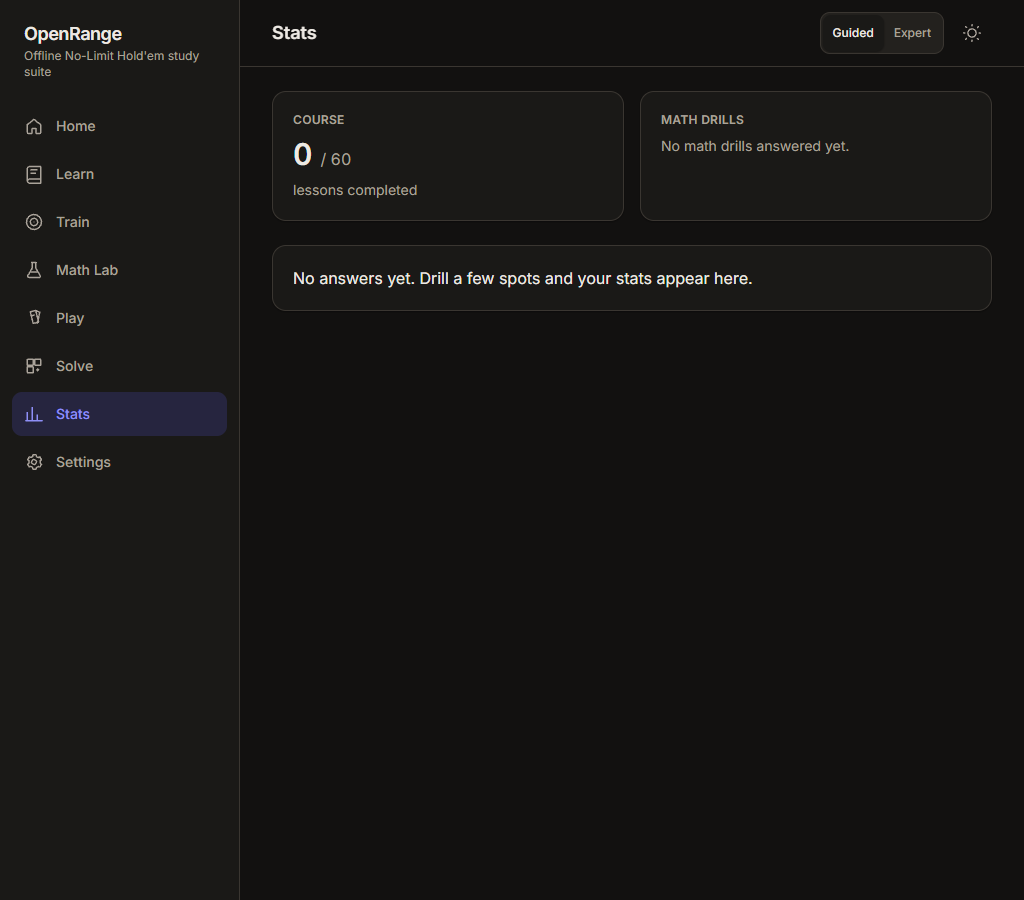 OpenRange
Offline No-Limit Hold'em study
suite
Home
Learn
Train
Math Lab
Play
Solve
Stats
Settings
Stats
Guided
Expert
COURSE
0 / 60
lessons completed
MATH DRILLS
No math drills answered yet.
No answers yet. Drill a few spots and your stats appear here.